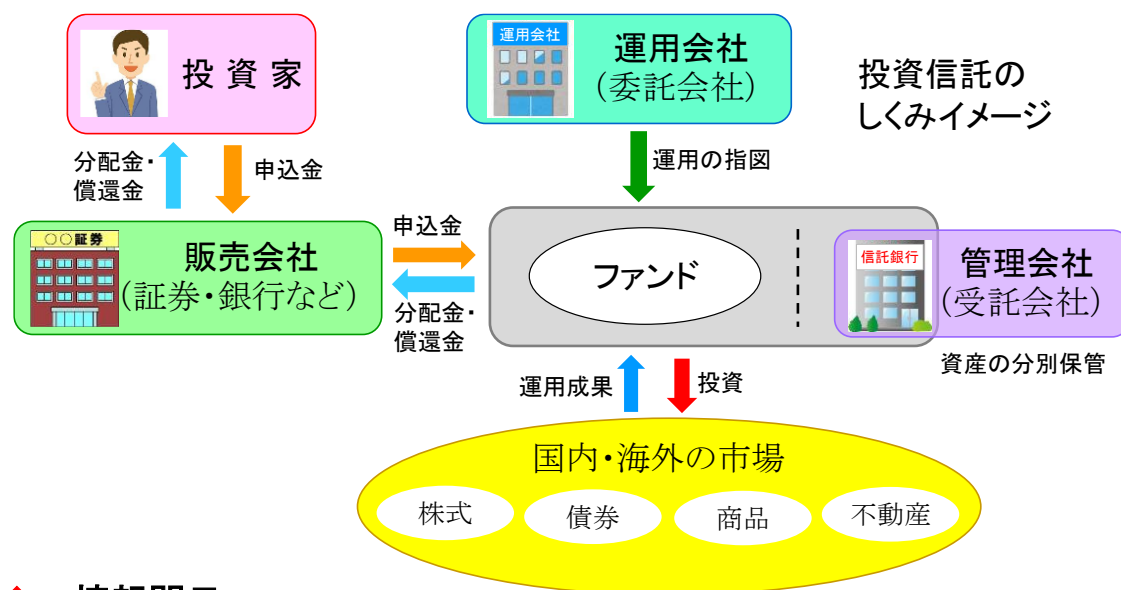 投資家
運用会社
運用会社
(委託会社)
投資信託の
しくみイメージ
分配金・
償還金
申込金
運用の指図
〇〇証券
販売会社
(証券・銀行など)
申込金
分配金・
償還金
ファンド
信託銀行
管理会社
(受託会社)
資産の分別保管
運用成果
投資
国内・海外の市場
株式
債券
商品
不動産